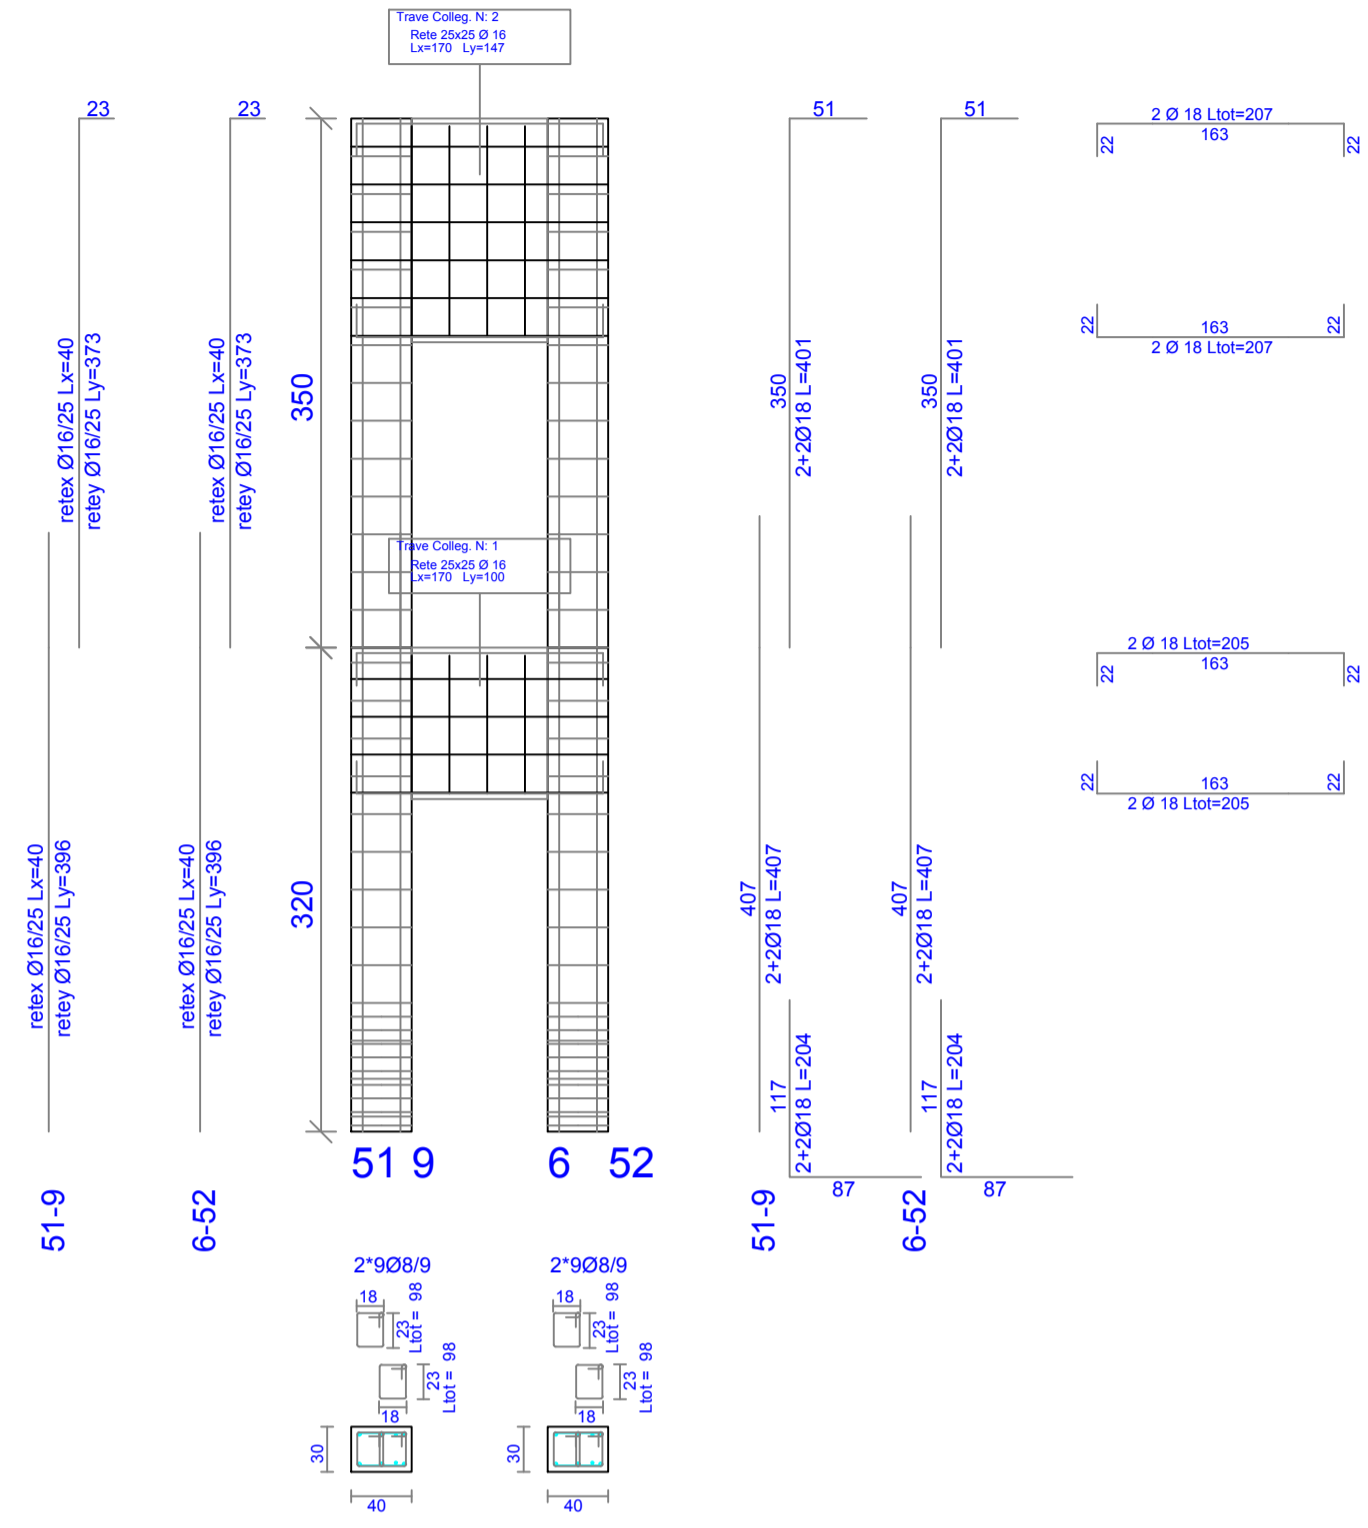 Trave Colleg. N: 2
Rete 25x25 Ø 16
Lx=170 Ly=147
23
23
51
51
2 Ø 18 Ltot=207
163
22
22
retex Ø16/25 Lx=40
retey Ø16/25 Ly=373
retex Ø16/25 Lx=40
retey Ø16/25 Ly=373
350
350
2+2Ø18 L=401
350
2+2Ø18 L=401
22
163
22
2 Ø 18 Ltot=207
Trave Colleg. N: 1
Rete 25x25 Ø 16
Lx=170 Ly=100
2 Ø 18 Ltot=205
163
22
22
22
163
22
2 Ø 18 Ltot=205
retex Ø16/25 Lx=40
retey Ø16/25 Ly=396
retex Ø16/25 Lx=40
retey Ø16/25 Ly=396
320
407
2+2Ø18 L=407
407
2+2Ø18 L=407
117
2+2Ø18 L=204
117
2+2Ø18 L=204
51 9 6 52
87
87
51-9
6-52
51-9
6-52
2*9Ø8/9
2*9Ø8/9
18
23
Ltot = 98
18
23
Ltot = 98
23
Ltot = 98
18
23
Ltot = 98
18
30
30
40
40